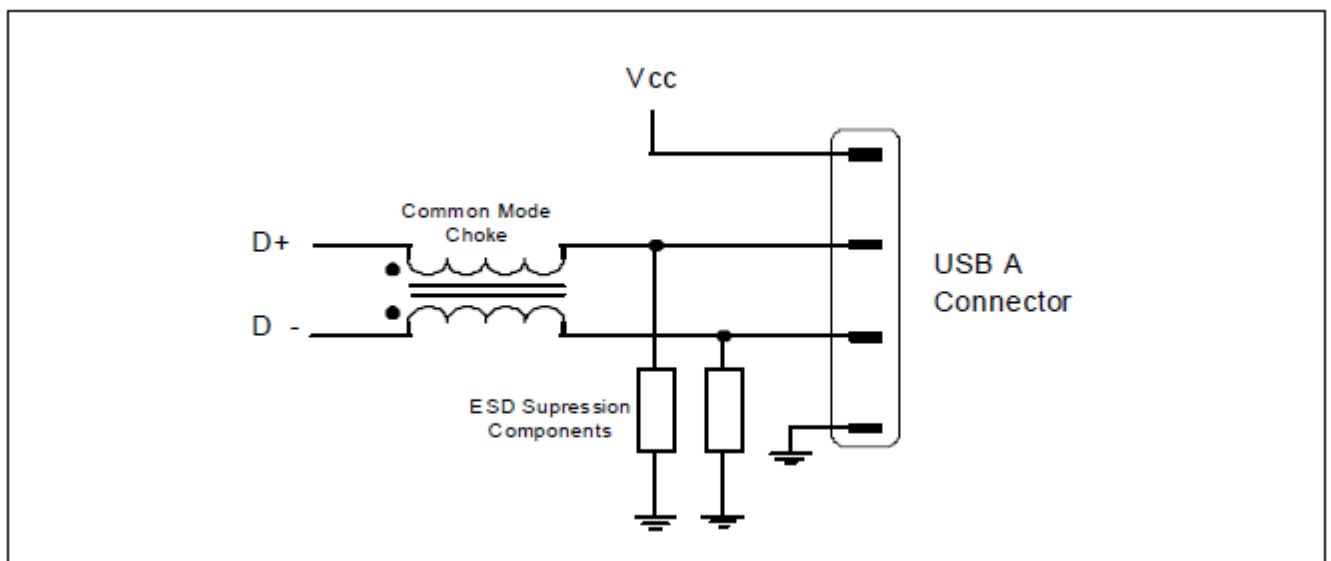 Vcc
Common Mode
Choke
D+
D -
USB A
Connector
ESD Supression
Components